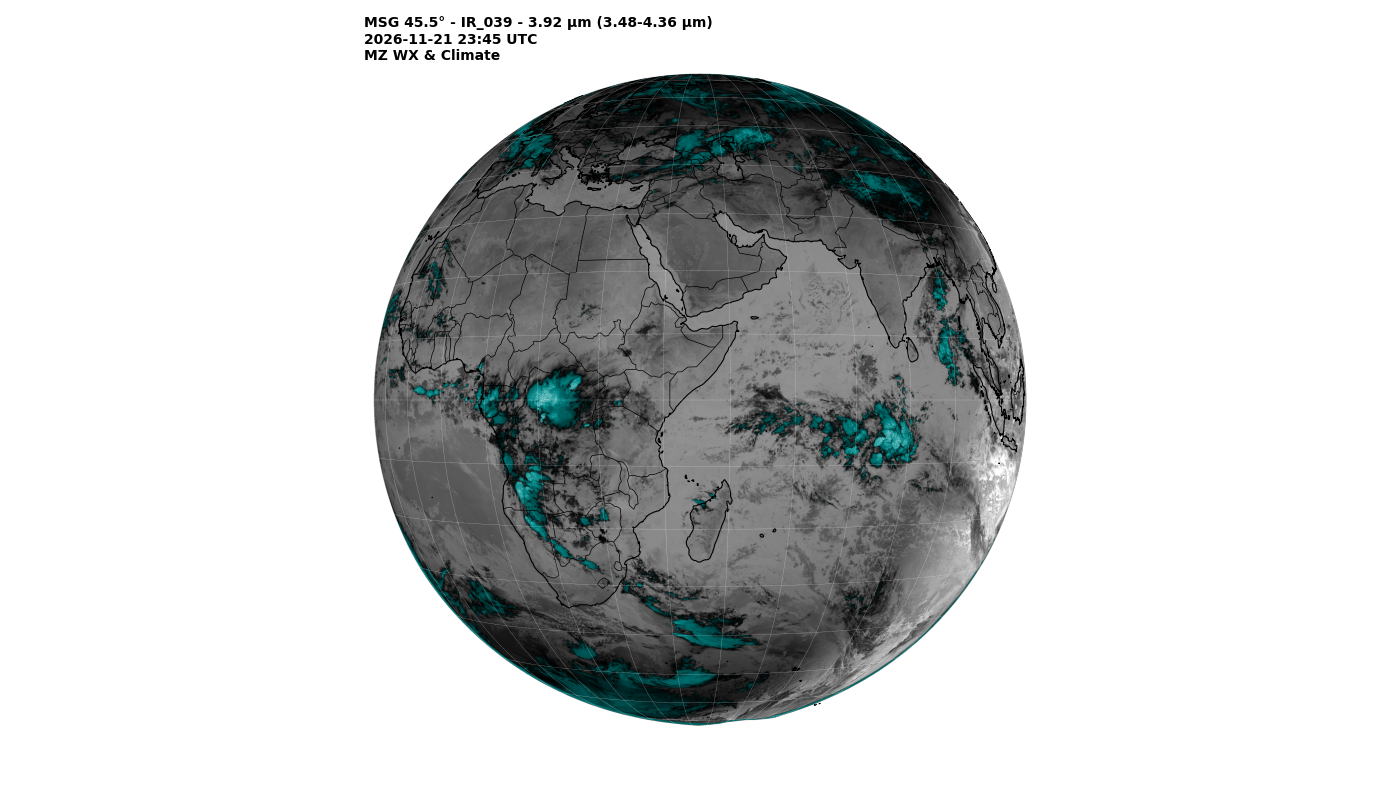 MSG 45.5° - IR_039 - 3.92 µm (3.48-4.36 µm)
2026-11-21 23:45 UTC
MZ WX & Climate